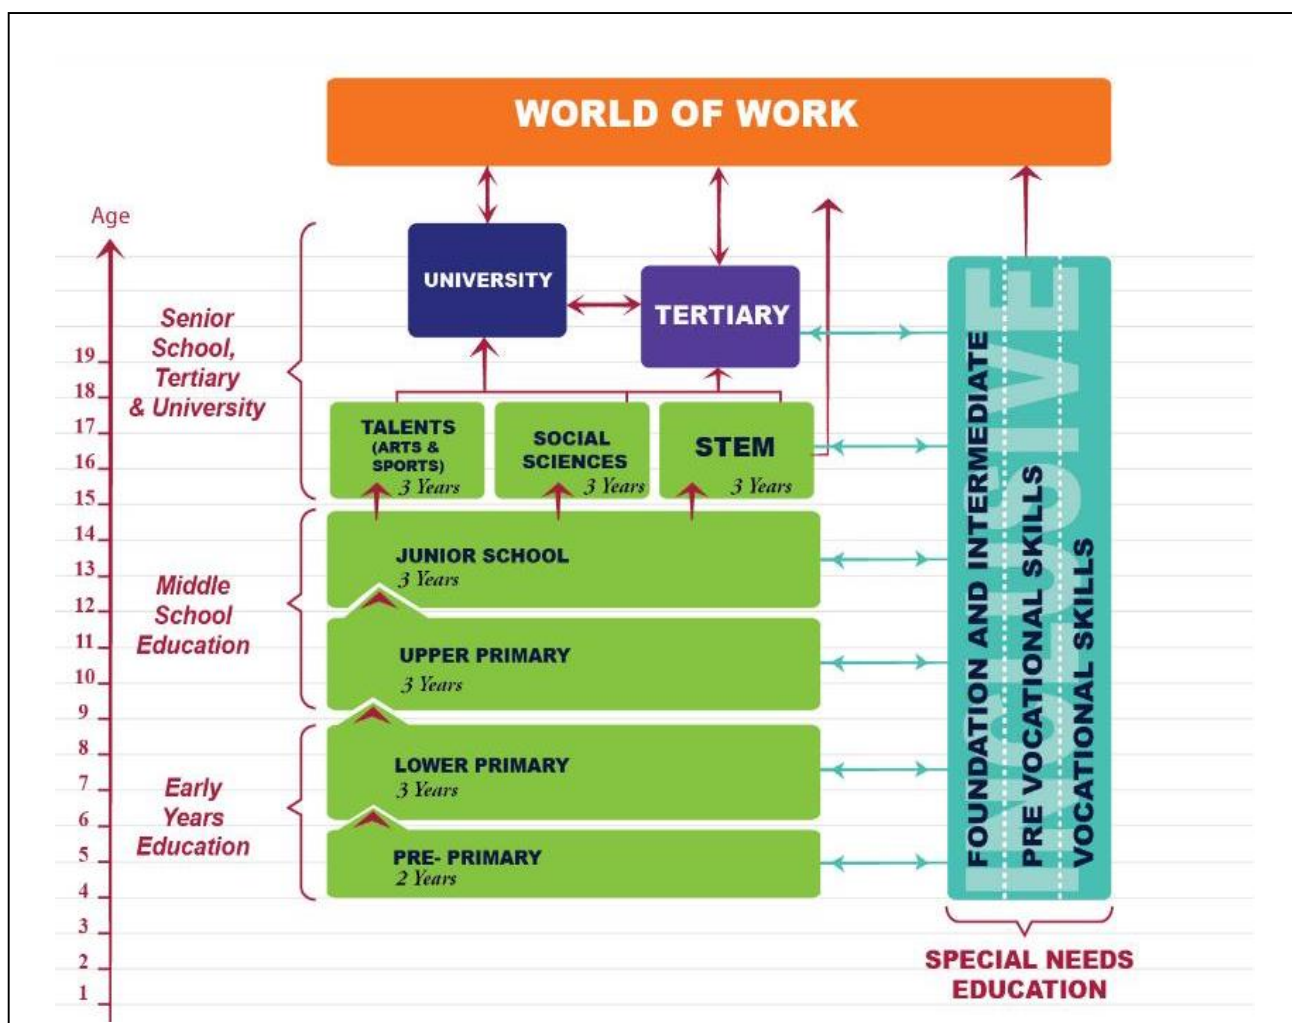 WORLD OF WORK
Age
UNIVERSITY
TERTIARY
Senior
School,
Tertiary
& University
19
18
17
16
15
14
13
12
11
10
9
8
7
6
5
4
3
2
1
TALENTS
(ARTS &
SPORTS)
3 Years
SOCIAL
SCIENCES
3 Years
STEM
3 Years
Middle
School
Education
JUNIOR SCHOOL
3 Years
UPPER PRIMARY
3 Years
Early
Years
Education
LOWER PRIMARY
3 Years
PRE- PRIMARY
2 Years
INCLUSIVE
FOUNDATION AND INTERMEDIATE
PRE VOCATIONAL SKILLS
VOCATIONAL SKILLS
SPECIAL NEEDS
EDUCATION